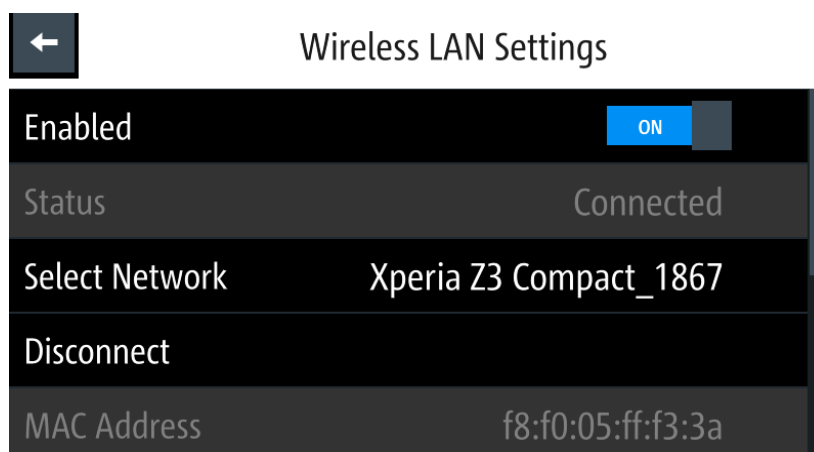 Wireless LAN Settings
Enabled ON
Status Connected
Select Network Xperia Z3 Compact_1867
Disconnect
MAC Address f8:f0:05:ff:f3:3a